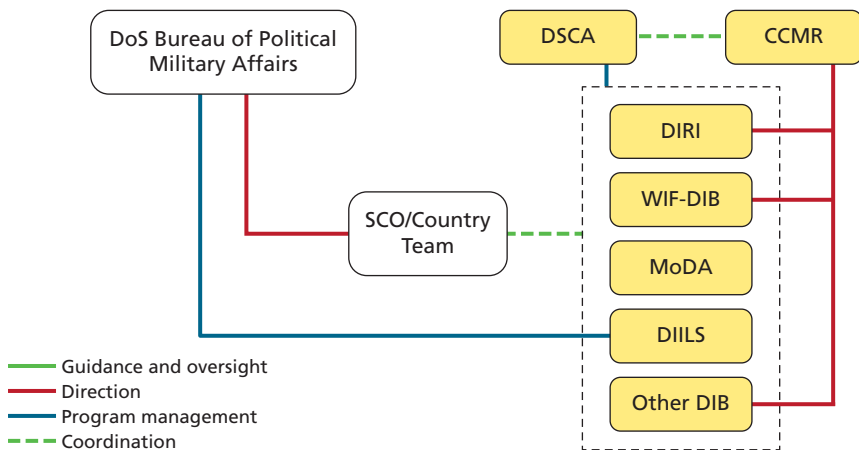 DoS Bureau of Political
Military Affairs
DSCA
CCMR
DIRI
WIF-DIB
SCO/Country
Team
MoDA
DIILS
Other DIB
Guidance and oversight
Direction
Program management
Coordination